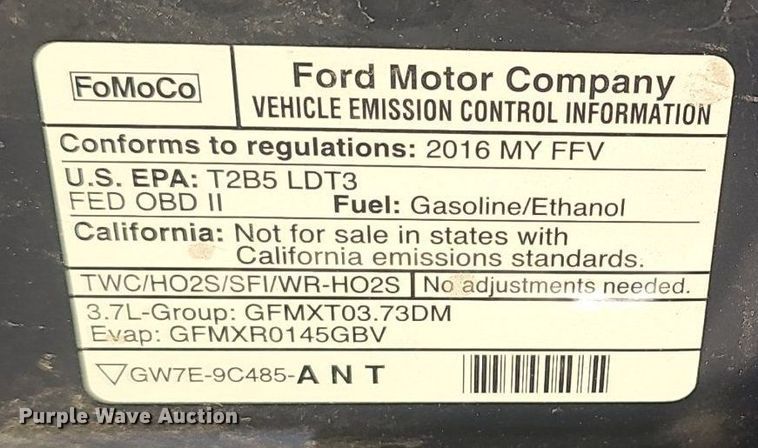 FoMoCo
Ford Motor Company
VEHICLE EMISSION CONTROL INFORMATION
Conforms to regulations: 2016 MY FFV
U.S. EPA: T2B5 LDT3
FED OBD II Fuel: Gasoline/Ethanol
California: Not for sale in states with
California emissions standards.
TWC/HO2S/SFI/WR-HO2S No adjustments needed.
3.7L-Group: GFMXT03.73DM
Evap: GFMXR0145GBV
GW7E-9C485-A N T
Purple Wave Auction